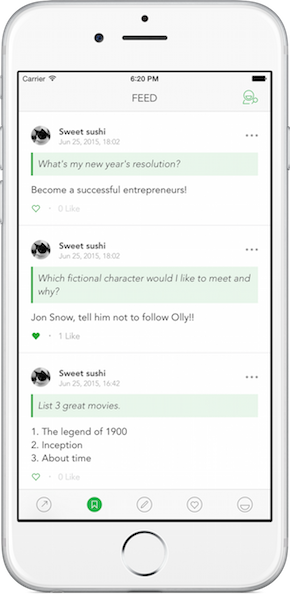 Carrier 6:20 PM
FEED
Sweet sushi
Jun 25, 2015, 18:02
What's my new year's resolution?
Become a successful entrepreneurs!
0 Like
Sweet sushi
Jun 25, 2015, 18:02
Which fictional character would I like to meet and
why?
Jon Snow, tell him not to follow Olly!!
1 Like
Sweet sushi
Jun 25, 2015, 16:42
List 3 great movies.
1. The legend of 1900
2. Inception
3. About time
0 Like